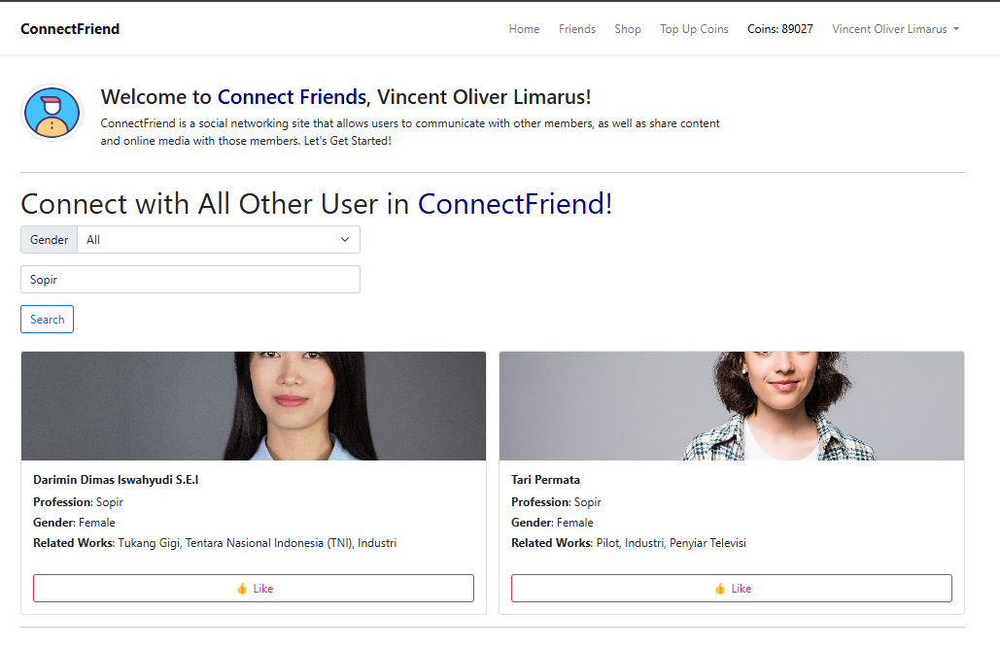 ConnectFriend
Home Friends Shop Top Up Coins Coins: 89027 Vincent Oliver Limarus
Welcome to Connect Friends, Vincent Oliver Limarus!
ConnectFriend is a social networking site that allows users to communicate with other members, as well as share content
and online media with those members. Let's Get Started!
Connect with All Other User in ConnectFriend!
Gender All
Sopir
Search
Darimin Dimas Iswahyudi S.E.I
Profession: Sopir
Gender: Female
Related Works: Tukang Gigi, Tentara Nasional Indonesia (TNI), Industri
👍 Like
Tari Permata
Profession: Sopir
Gender: Female
Related Works: Pilot, Industri, Penyiar Televisi
👍 Like